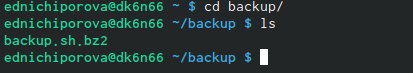 ednichiporova@dk6n66 ~ $ cd backup/
ednichiporova@dk6n66 ~/backup $ ls
backup.sh.bz2
ednichiporova@dk6n66 ~/backup $